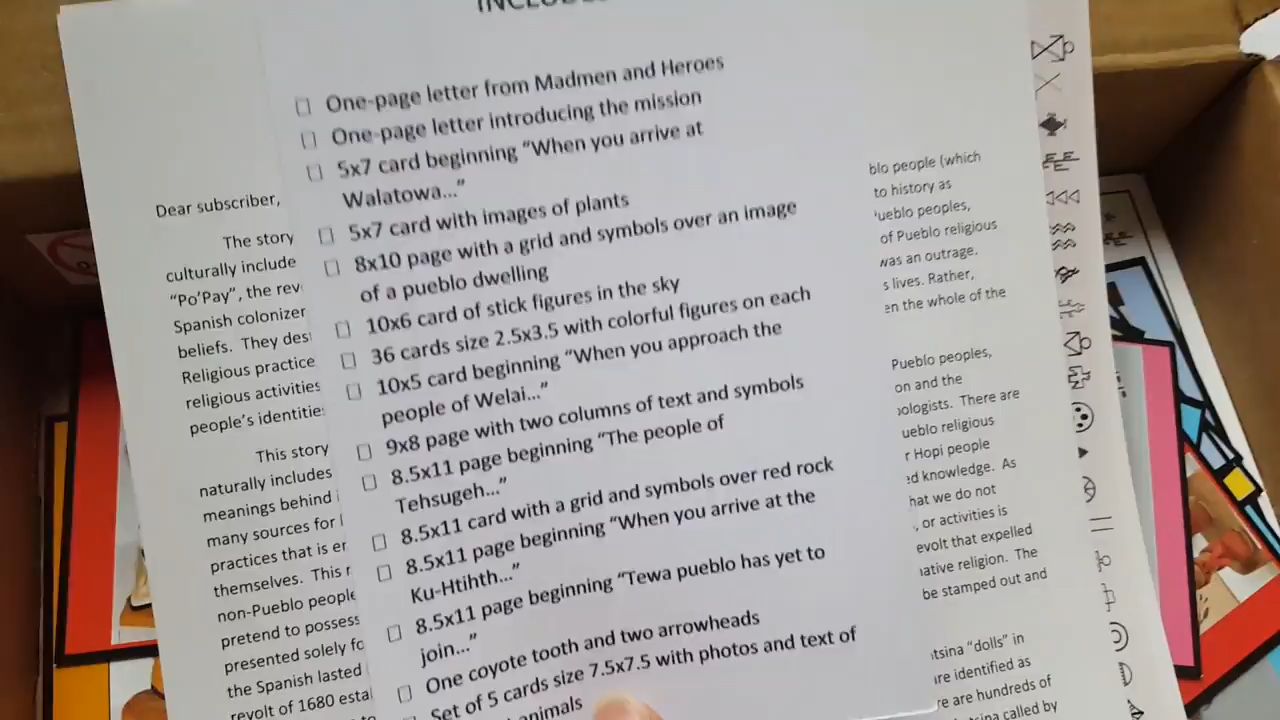 One-page letter from Madmen and Heroes
One-page letter introducing the mission
5x7 card beginning “When you arrive at
Walatowa...”
5x7 card with images of plants
8x10 page with a grid and symbols over an image
of a pueblo dwelling
10x6 card of stick figures in the sky
36 cards size 2.5x3.5 with colorful figures on each
10x5 card beginning “When you approach the
people of Welai...”
9x8 page with two columns of text and symbols
8.5x11 page beginning “The people of
Tehsugeh...”
8.5x11 card with a grid and symbols over red rock
8.5x11 page beginning “When you arrive at the
Ku-Htihth...”
8.5x11 page beginning “Tewa pueblo has yet to
join...”
One coyote tooth and two arrowheads
Set of 5 cards size 7.5x7.5 with photos and text of
animals
Dear subscriber,
The story
culturally include
“Po’Pay”, the rev
Spanish colonizer
beliefs. They des
Religious practice
religious activities
people’s identitie
This story
naturally includes
meanings behind
many sources for
practices that is er
themselves. This
non-Pueblo people
pretend to possess
presented solely fo
the Spanish lasted
revolt of 1680 esta
blo people (which
to history as
ueblo peoples,
of Pueblo religious
was an outrage.
s lives. Rather,
en the whole of the
Pueblo peoples,
on and the
ologists. There are
ueblo religious
r Hopi people
ed knowledge. As
hat we do not
, or activities is
evolt that expelled
ative religion. The
be stamped out and
tsina “dolls” in
are identified as
re are hundreds of
tsina called by